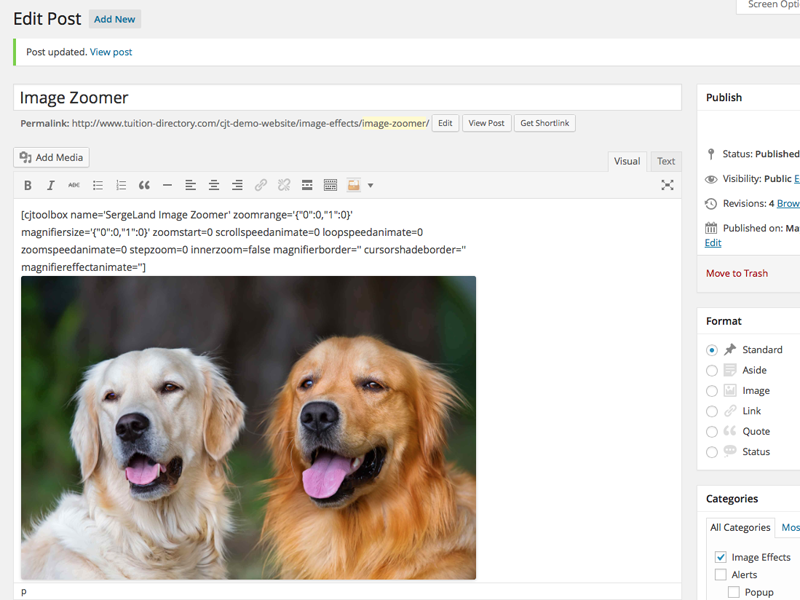 Screen Opti
Edit Post Add New
Post updated. View post
Image Zoomer
Permalink: http://www.tuition-directory.com/cjt-demo-website/image-effects/image-zoomer/ Edit View Post Get Shortlink
Add Media
Visual Text
B I ABC
[cjtoolbox name='SergeLand Image Zoomer' zoomrange='{"0":0,"1":0}'
magnifiersize='{"0":0,"1":0}' zoomstart=0 scrollspeedanimate=0 loopspeedanimate=0
zoomspeedanimate=0 stepzoom=0 innerzoom=false magnifierborder='' cursorshadeborder=''
magnifiereffectanimate='']
p
Publish
Status: Published
Visibility: Public E
Revisions: 4 Brow
Published on: Ma
Edit
Move to Trash
Format
Standard
Aside
Image
Link
Quote
Status
Categories
All Categories Mos
Image Effects
Alerts
Popup